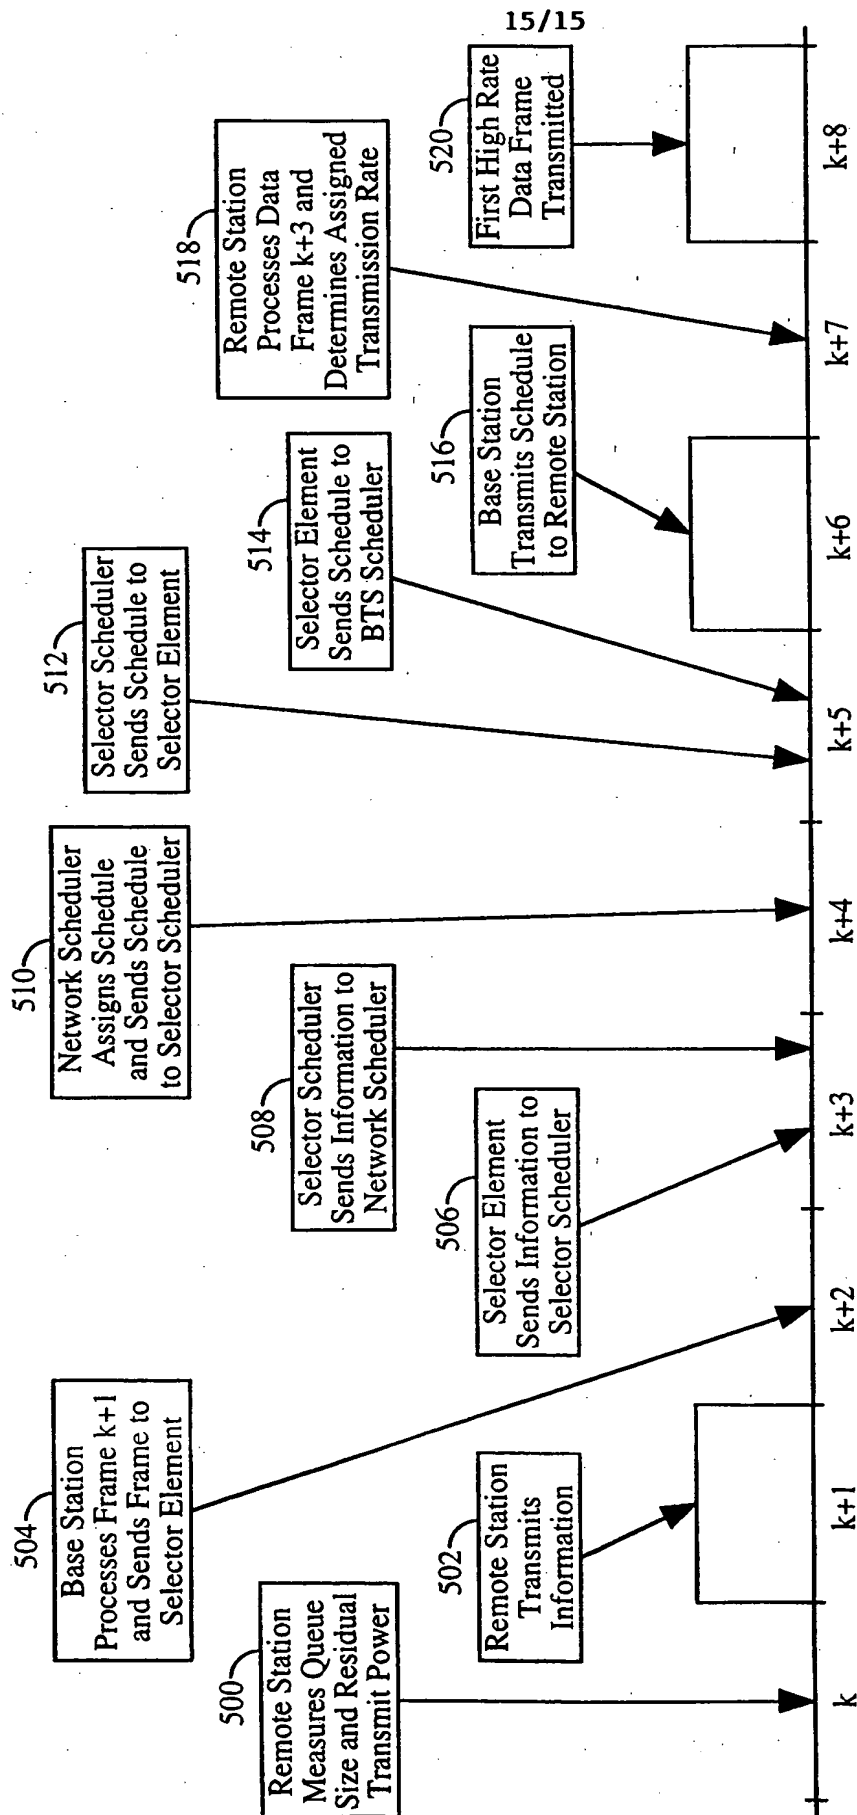 15/15
500
Remote Station
Measures Queue
Size and Residual
Transmit Power
502
Remote Station
Transmits
Information
504
Base Station
Processes Frame k+1
and Sends Frame to
Selector Element
506
Selector Element
Sends Information to
Selector Scheduler
508
Selector Scheduler
Sends Information to
Network Scheduler
510
Network Scheduler
Assigns Schedule
and Sends Schedule
to Selector Scheduler
512
Selector Scheduler
Sends Schedule to
Selector Element
514
Selector Element
Sends Schedule to
BTS Scheduler
516
Base Station
Transmits Schedule
to Remote Station
518
Remote Station
Processes Data
Frame k+3 and
Determines Assigned
Transmission Rate
520
First High Rate
Data Frame
Transmitted
k
k+1
k+2
k+3
k+4
k+5
k+6
k+7
k+8